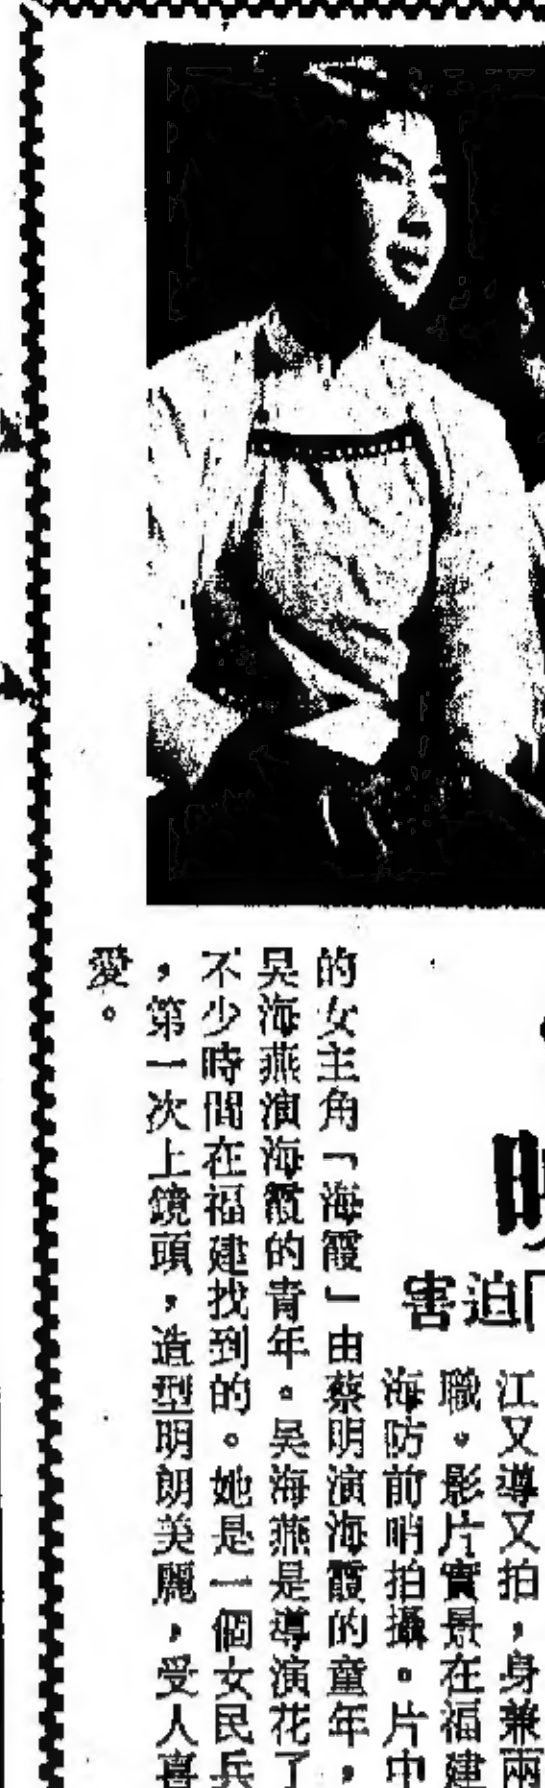 害迫「
江又導又拍，身兼兩
職。影片實景在福建
海防前哨拍攝。片中
的女主角「海霞」由蔡明演海霞的童年，
吴海燕演海霞的青年。吴海燕是導演花了
不少時間在福建找到的。她是一個女民兵
，第一次上鏡頭，造型明朗美麗，受人喜
愛。